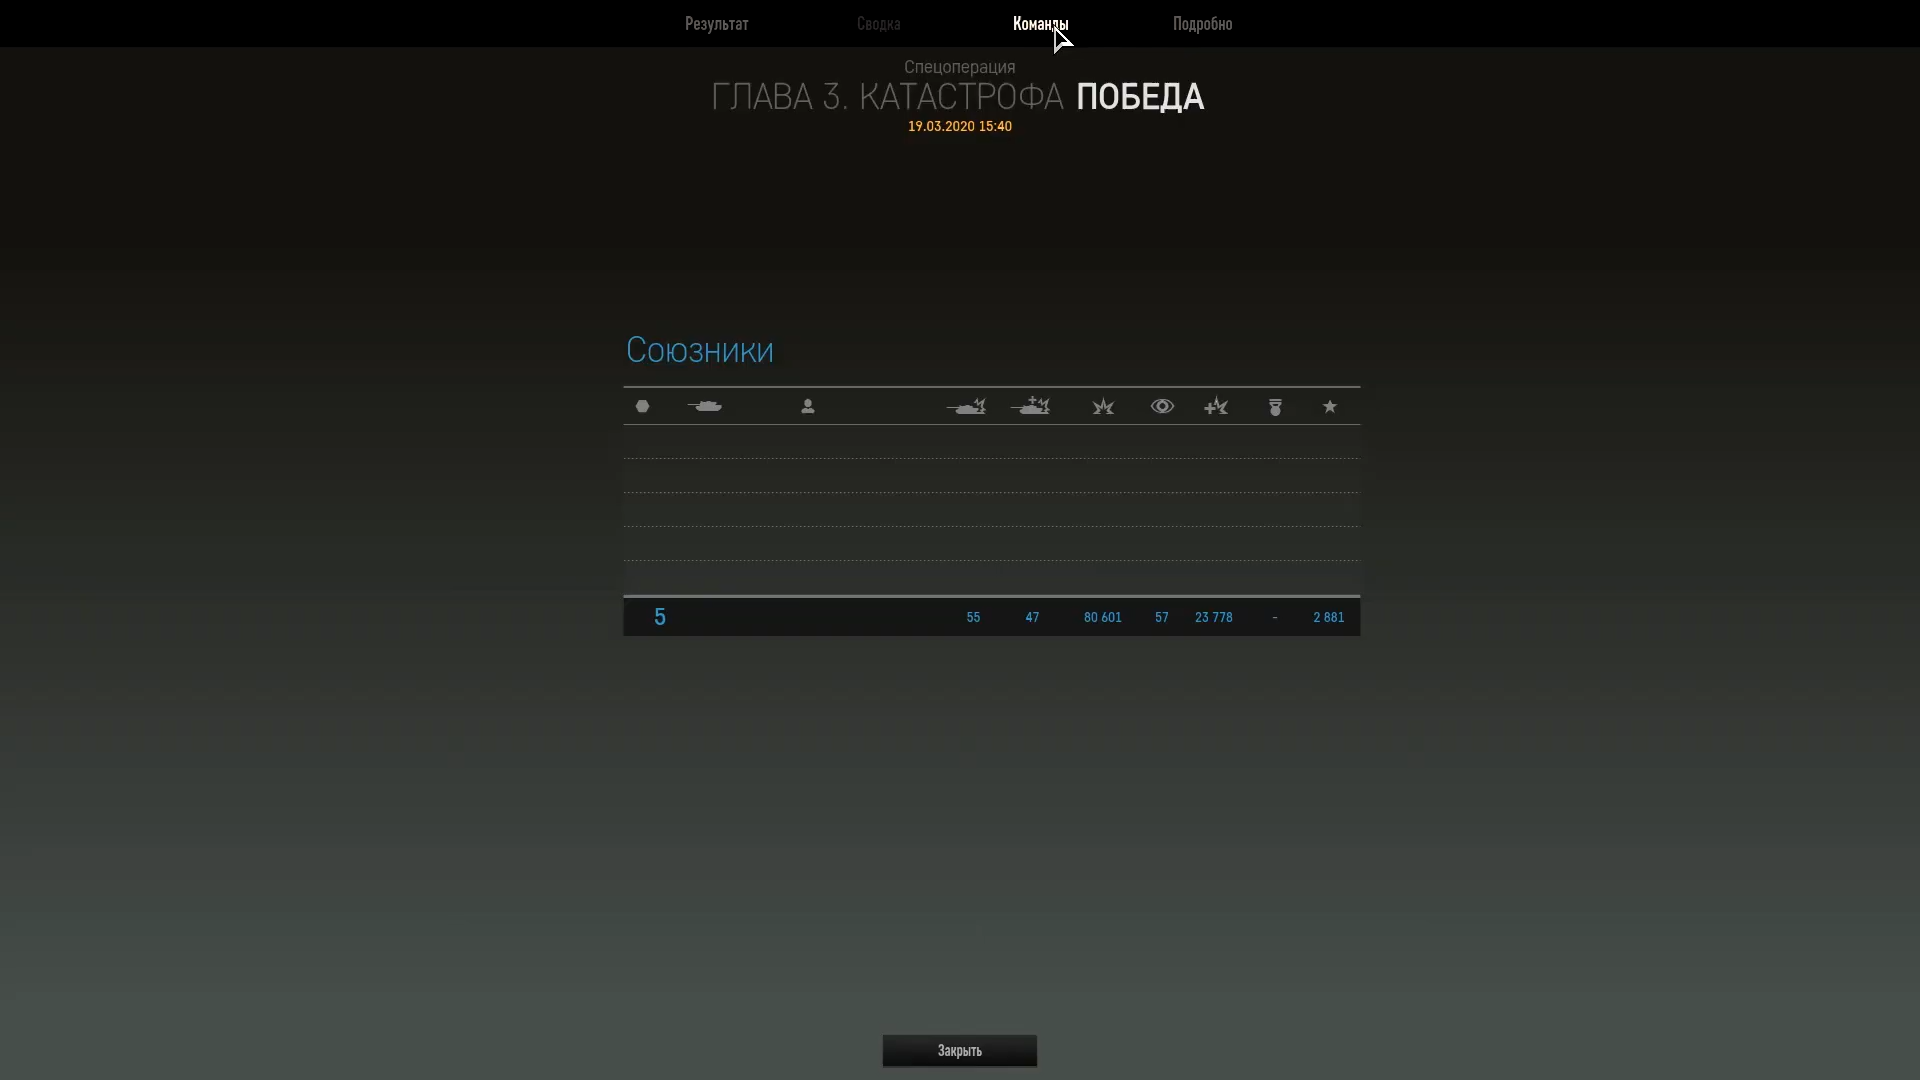 Результат Сводка Команды Подробно
Спецоперация
ГЛАВА 3. КАТАСТРОФА ПОБЕДА
19.03.2020 15:40
Союзники
5 55 47 80 601 57 23 778 - 2 881
Закрыть